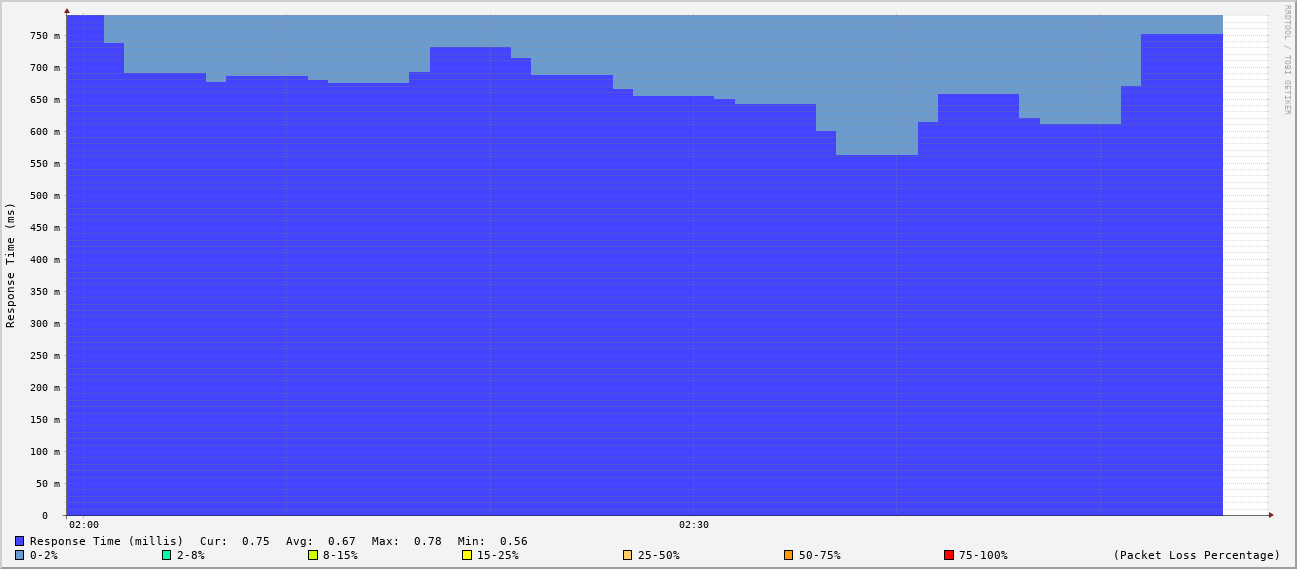 RRDTOOL / TOBI OETIKER
Response Time (ms)
750 m
700 m
650 m
600 m
550 m
500 m
450 m
400 m
350 m
300 m
250 m
200 m
150 m
100 m
50 m
0
02:00 02:30
Response Time (millis) Cur: 0.75 Avg: 0.67 Max: 0.78 Min: 0.56
0-2% 2-8% 8-15% 15-25% 25-50% 50-75% 75-100% (Packet Loss Percentage)